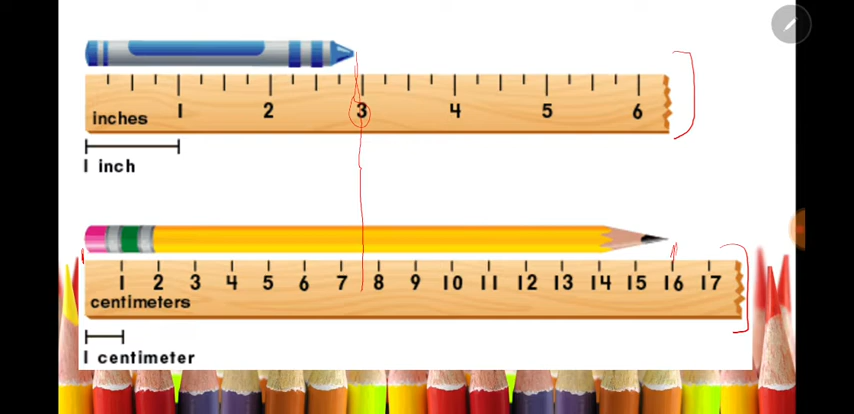 1 2 3 4 5 6
inches
1 inch
1 2 3 4 5 6 7 8 9 10 11 12 13 14 15 16 17
centimeters
1 centimeter